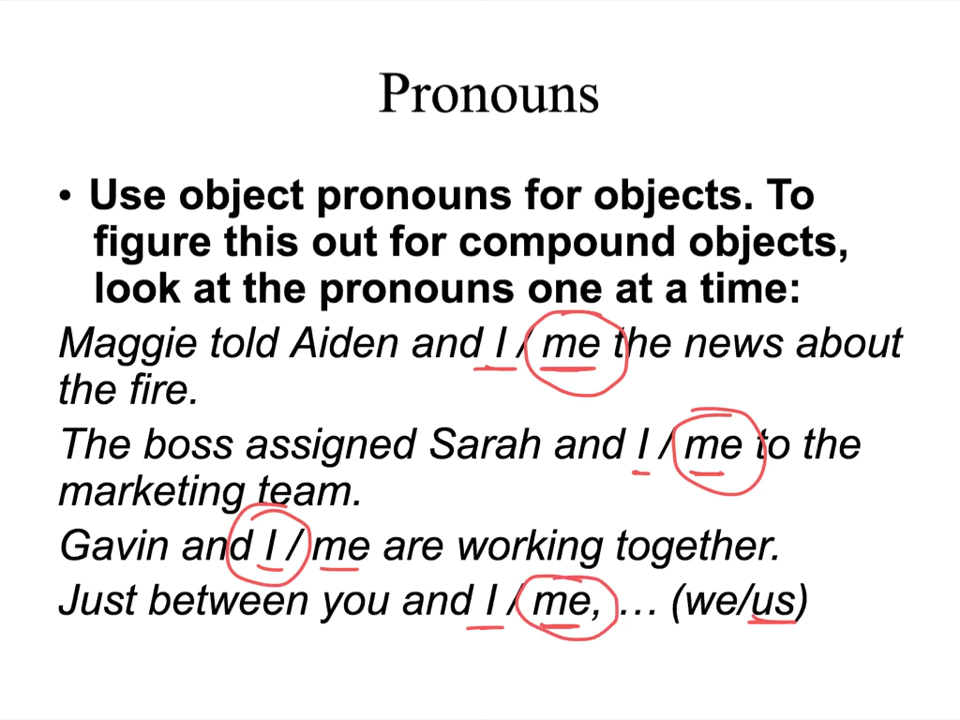 Pronouns
• Use object pronouns for objects. To
figure this out for compound objects,
look at the pronouns one at a time:
Maggie told Aiden and I / me the news about
the fire.
The boss assigned Sarah and I / me to the
marketing team.
Gavin and I / me are working together.
Just between you and I / me, … (we/us)